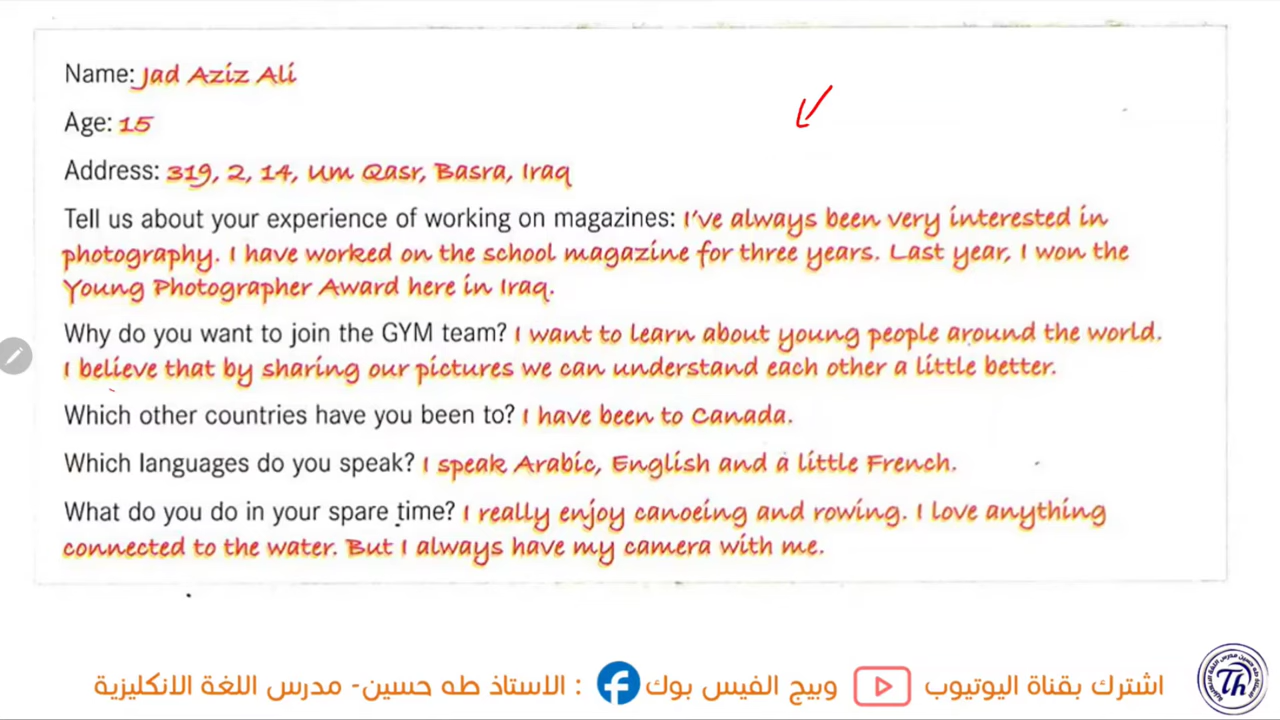 Name: Jad Aziz Ali
Age: 15
Address: 319, 2, 14, Um Qasr, Basra, Iraq
Tell us about your experience of working on magazines: I've always been very interested in
photography. I have worked on the school magazine for three years. Last year, I won the
Young Photographer Award here in Iraq.
Why do you want to join the GYM team? I want to learn about young people around the world.
I believe that by sharing our pictures we can understand each other a little better.
Which other countries have you been to? I have been to Canada.
Which languages do you speak? I speak Arabic, English and a little French.
What do you do in your spare time? I really enjoy canoeing and rowing. I love anything
connected to the water. But I always have my camera with me.
اشترك بقناة اليوتيوب وبيج الفيس بوك : الاستاذ طه حسين- مدرس اللغة الانكليزية
Th